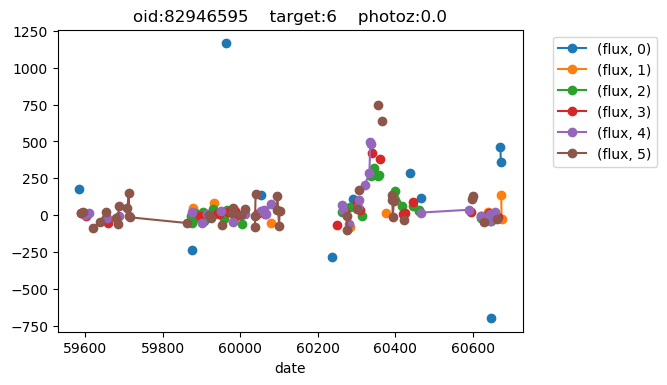 oid:82946595    target:6    photoz:0.0
1250
1000
750
500
250
0
−250
−500
−750
59600
59800
60000
60200
60400
60600
date
(flux, 0)
(flux, 1)
(flux, 2)
(flux, 3)
(flux, 4)
(flux, 5)